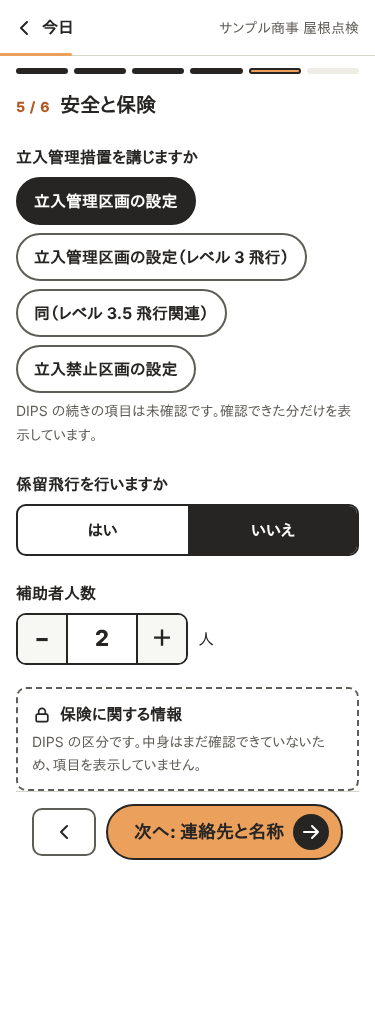 今日
サンプル商事 屋根点検
5 / 6 安全と保険
立入管理措置を講じますか
立入管理区画の設定
立入管理区画の設定（レベル 3 飛行）
同（レベル 3.5 飛行関連）
立入禁止区画の設定
DIPS の続きの項目は未確認です。確認できた分だけを表
示しています。
係留飛行を行いますか
はい
いいえ
補助者人数
− 2 ＋ 人
保険に関する情報
DIPS の区分です。中身はまだ確認できていないた
め、項目を表示していません。
次へ: 連絡先と名称